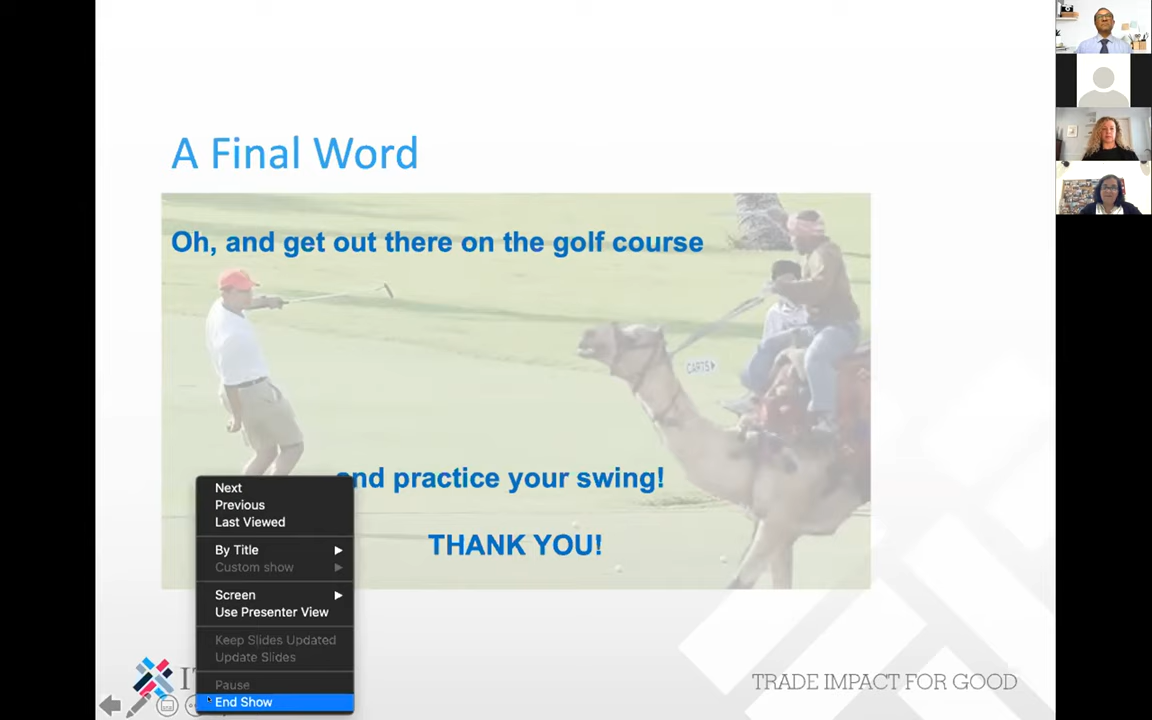 A Final Word
Oh, and get out there on the golf course
CARTS
and practice your swing!
THANK YOU!
Next
Previous
Last Viewed
By Title
Custom show
Screen
Use Presenter View
Keep Slides Updated
Update Slides
Pause
End Show
TRADE IMPACT FOR GOOD